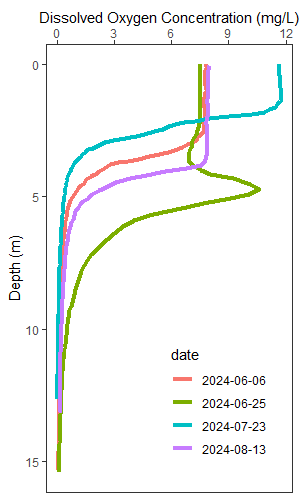 Dissolved Oxygen Concentration (mg/L)
0 3 6 9 12
0
5
Depth (m)
10
15
date
2024-06-06
2024-06-25
2024-07-23
2024-08-13